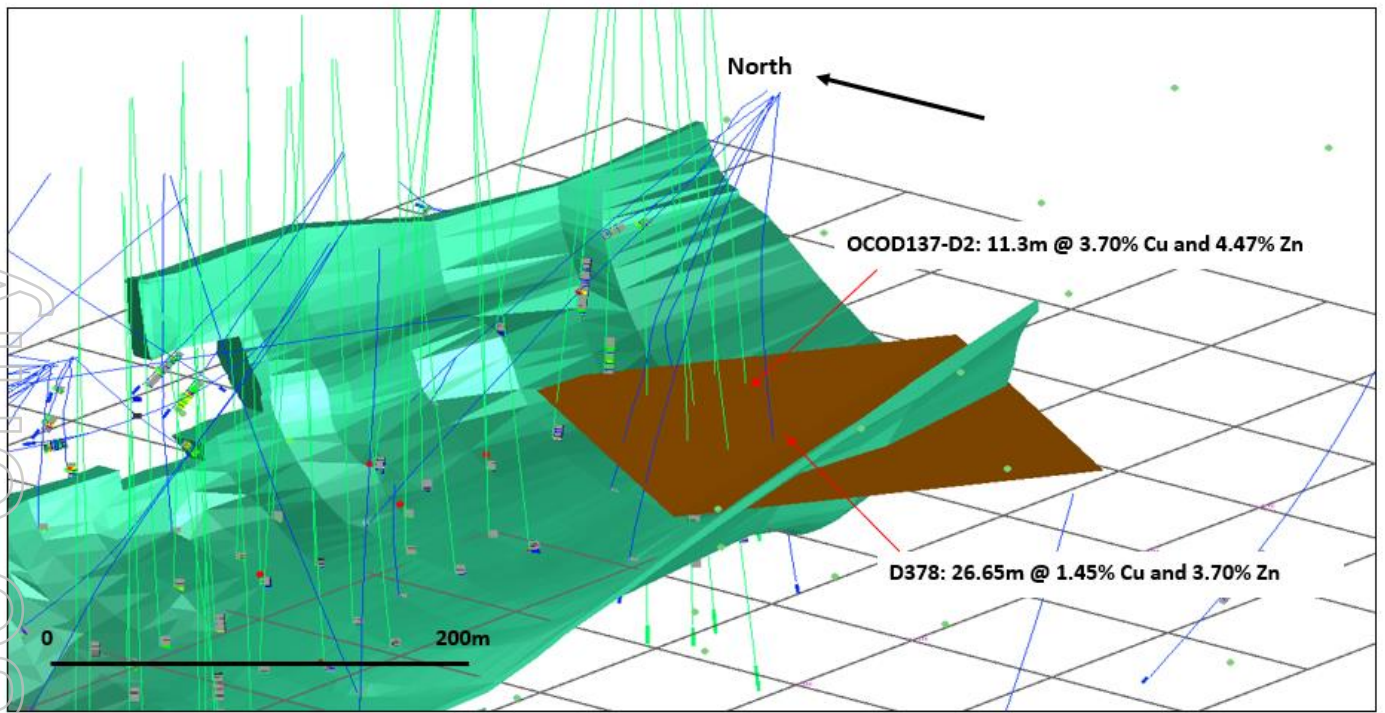 North
OCOD137-D2: 11.3m @ 3.70% Cu and 4.47% Zn
D378: 26.65m @ 1.45% Cu and 3.70% Zn
0
200m